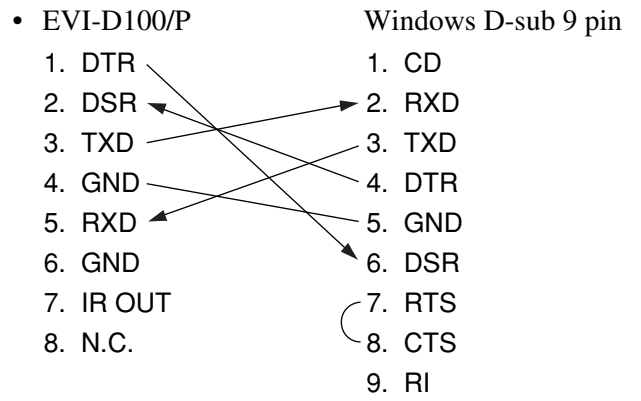 • EVI-D100/P Windows D-sub 9 pin
1. DTR 1. CD
2. DSR 2. RXD
3. TXD 3. TXD
4. GND 4. DTR
5. RXD 5. GND
6. GND 6. DSR
7. IR OUT 7. RTS
8. N.C. 8. CTS
9. RI